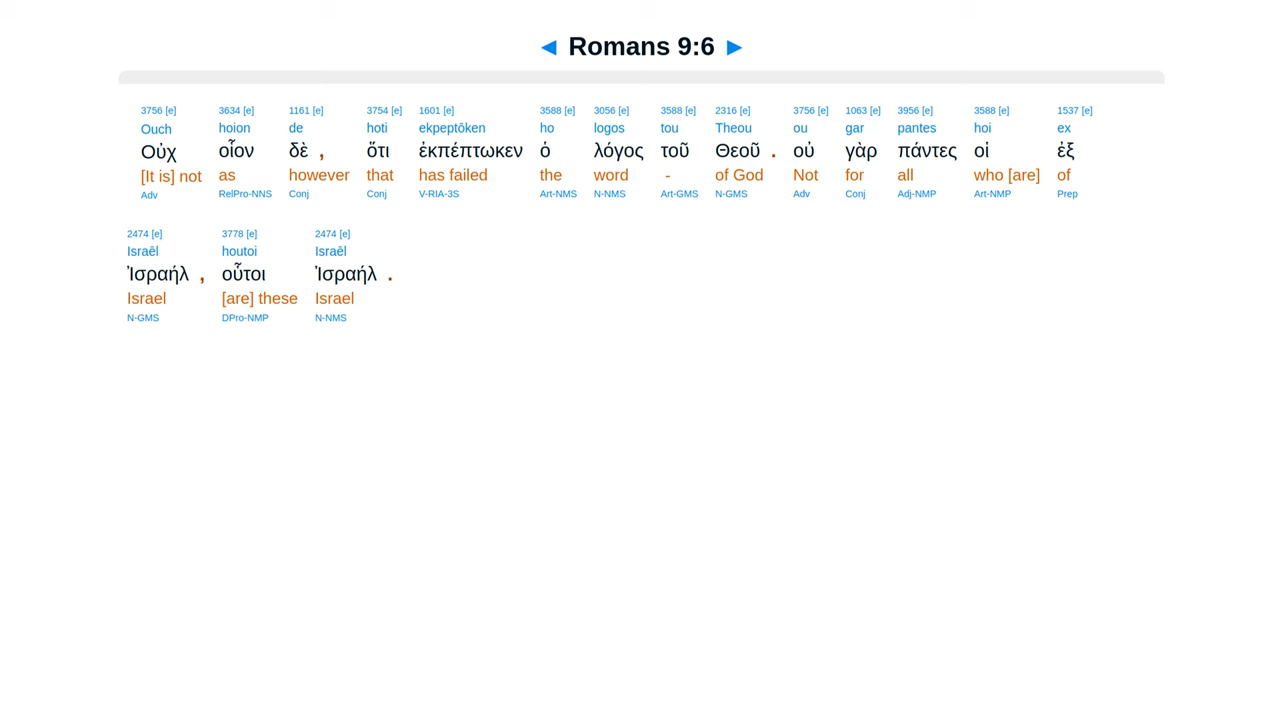 ◄ Romans 9:6 ►
3756 [e] 3634 [e] 1161 [e] 3754 [e] 1601 [e] 3588 [e] 3056 [e] 3588 [e] 2316 [e] 3756 [e] 1063 [e] 3956 [e] 3588 [e] 1537 [e]
Ouch hoion de hoti ekpeptōken ho logos tou Theou ou gar pantes hoi ex
Οὐχ οἷον δὲ , ὅτι ἐκπέπτωκεν ὁ λόγος τοῦ Θεοῦ . οὐ γὰρ πάντες οἱ ἐξ
[It is] not as however that has failed the word - of God Not for all who [are] of
Adv RelPro-NNS Conj Conj V-RIA-3S Art-NMS N-NMS Art-GMS N-GMS Adv Conj Adj-NMP Art-NMP Prep
2474 [e] 3778 [e] 2474 [e]
Israēl houtoi Israēl
Ἰσραήλ , οὗτοι Ἰσραήλ .
Israel [are] these Israel
N-GMS DPro-NMP N-NMS